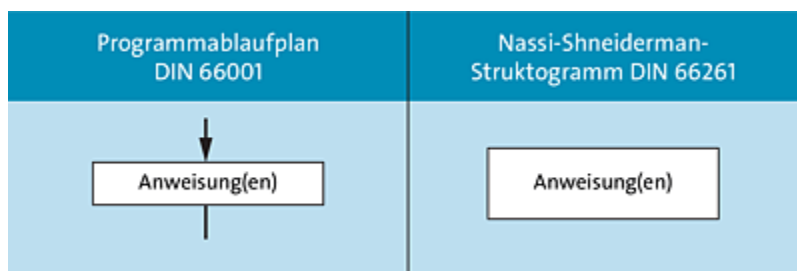 Programmablaufplan
DIN 66001
Nassi-Shneiderman-
Struktogramm DIN 66261
Anweisung(en)
Anweisung(en)